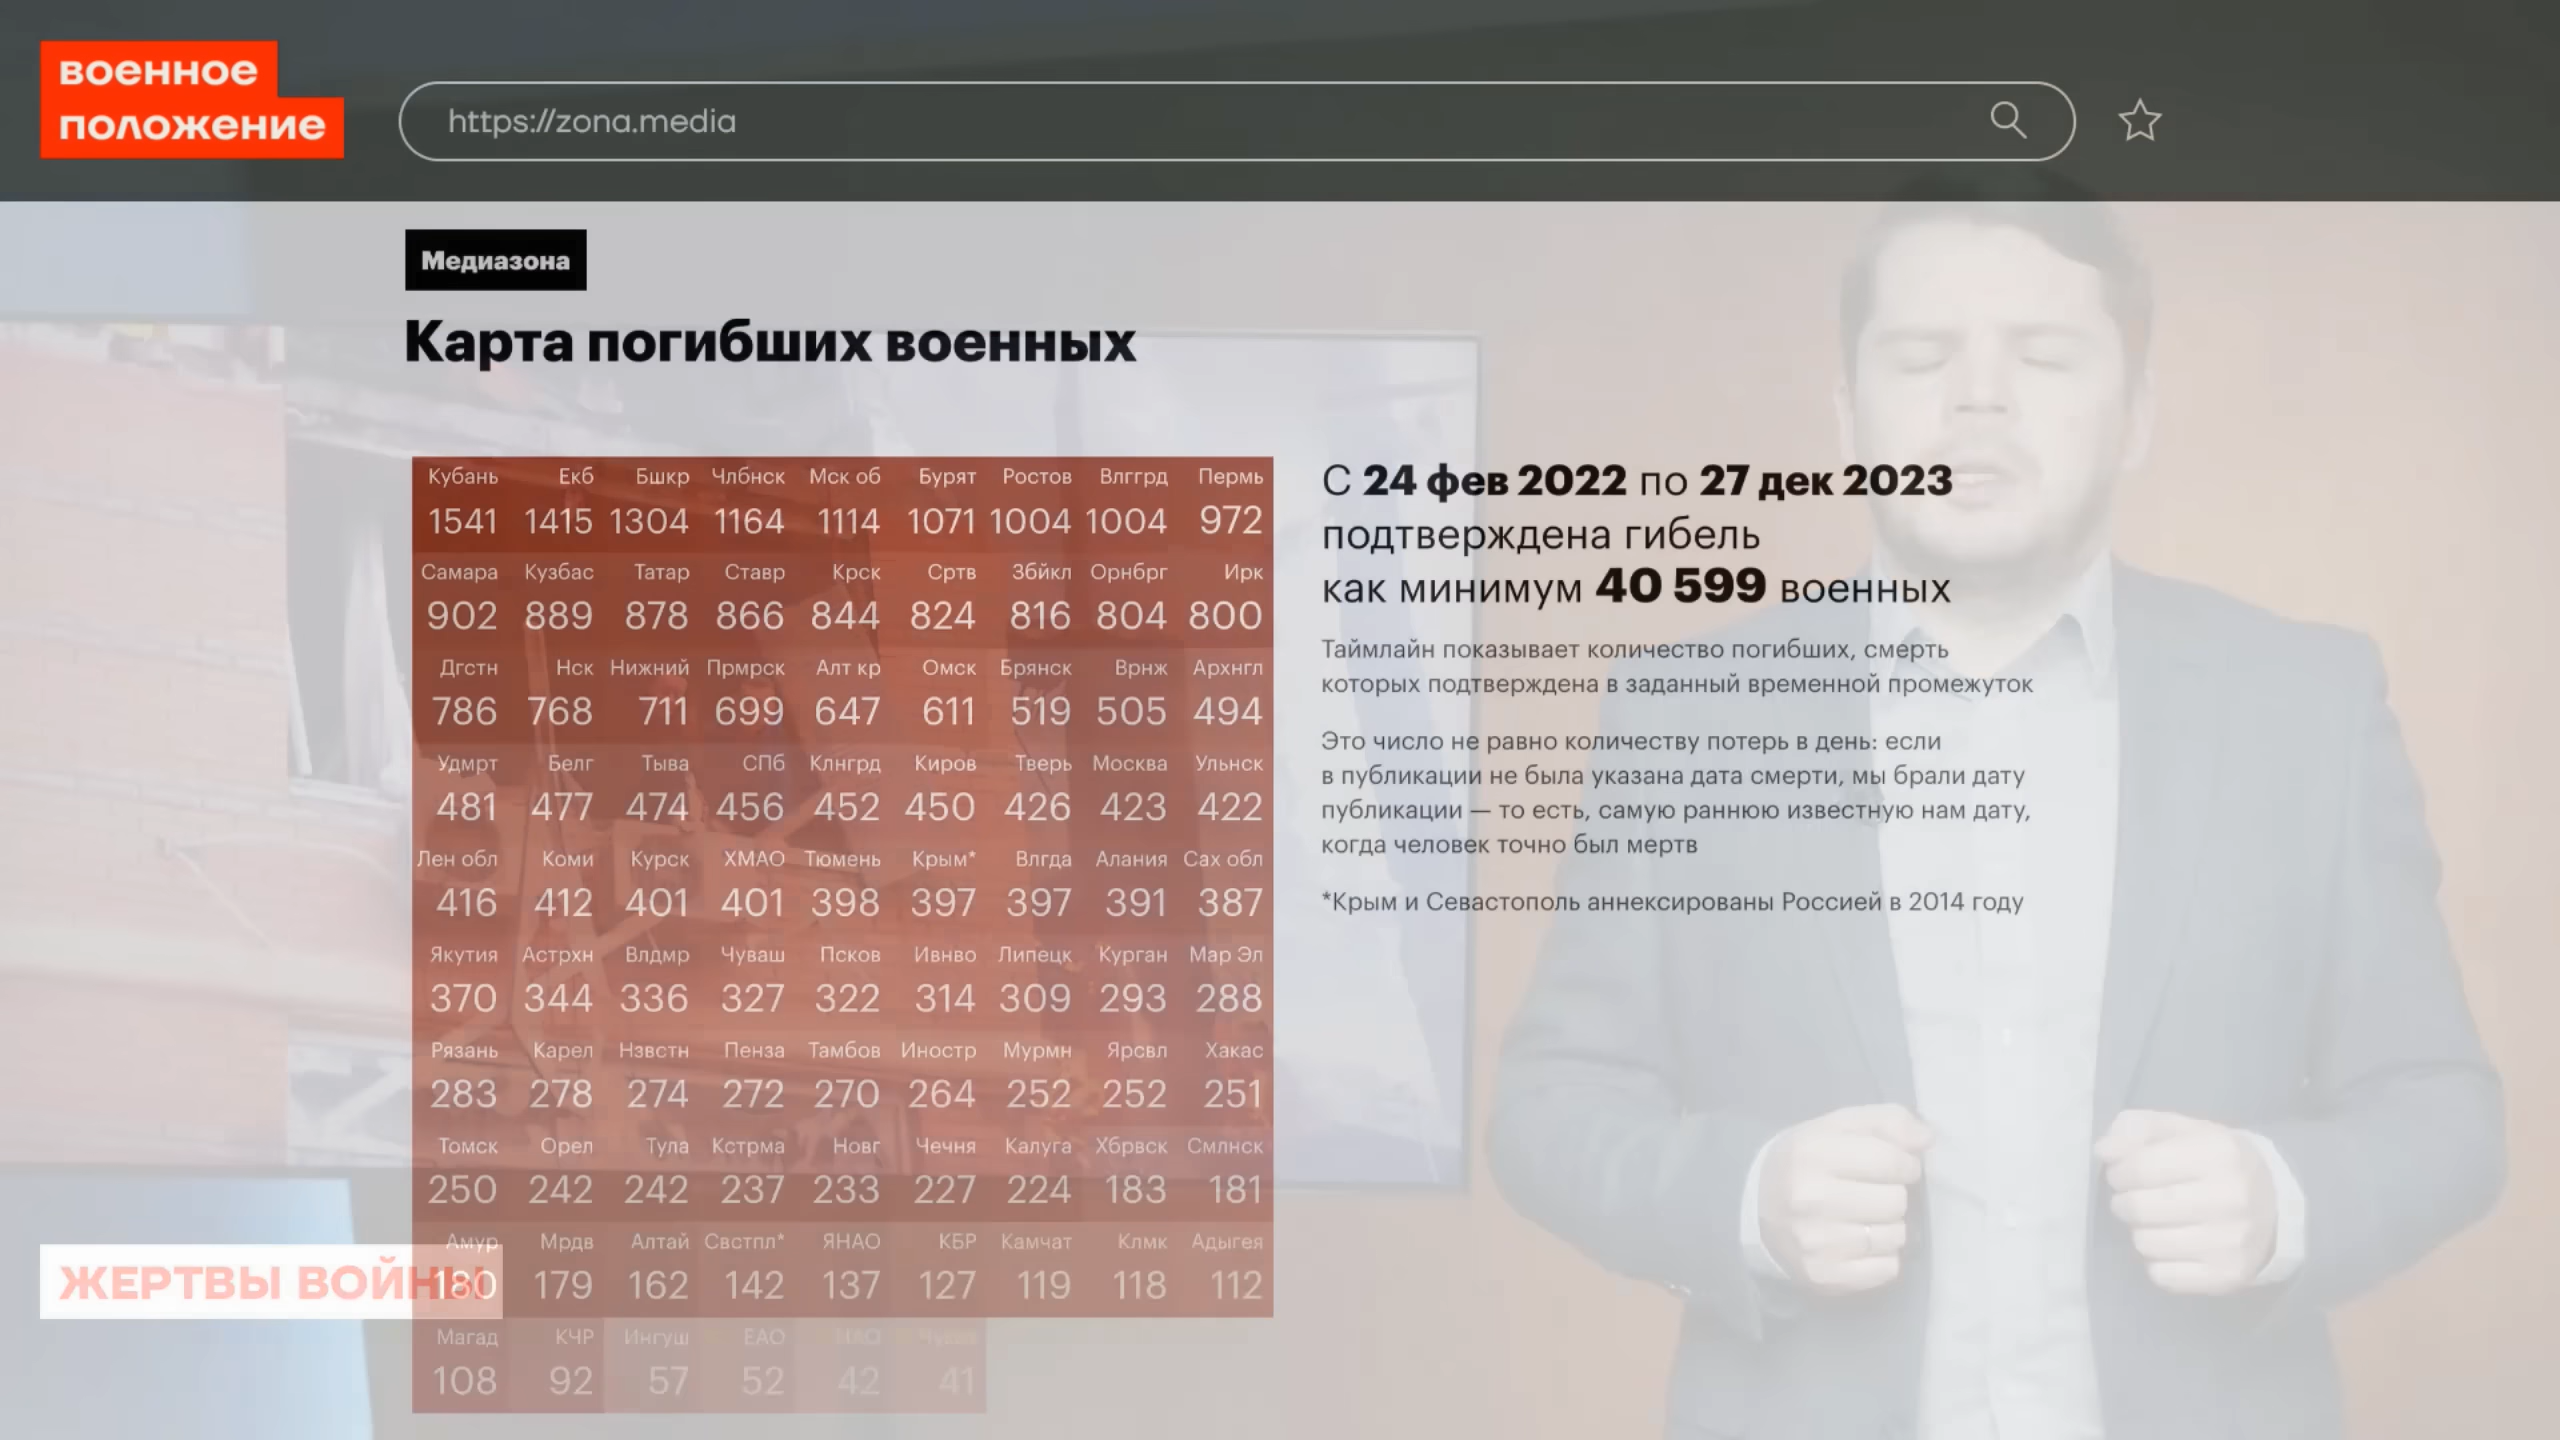 военное
положение
https://zona.media
Медиазона
Карта погибших военных
Кубань Екб Бшкр Члбнск Мск об Бурят Ростов Влггрд Пермь
1541 1415 1304 1164 1114 1071 1004 1004 972
Самара Кузбас Татар Ставр Крск Сртв Збйкл Орнбрг Ирк
902 889 878 866 844 824 816 804 800
Дгстн Нск Нижний Прмрск Алт кр Омск Брянск Врнж Архнгл
786 768 711 699 647 611 519 505 494
Удмрт Белг Тыва СПб Клнгрд Киров Тверь Москва Ульнск
481 477 474 456 452 450 426 423 422
Лен обл Коми Курск ХМАО Тюмень Крым* Влгда Алания Сах обл
416 412 401 401 398 397 397 391 387
Якутия Астрхн Влдмр Чуваш Псков Ивнво Липецк Курган Мар Эл
370 344 336 327 322 314 309 293 288
Рязань Карел Нзвстн Пенза Тамбов Иностр Мурмн Ярсвл Хакас
283 278 274 272 270 264 252 252 251
Томск Орел Тула Кстрма Новг Чечня Калуга Хбрвск Смлнск
250 242 242 237 233 227 224 183 181
Амур Мрдв Алтай Свстпл* ЯНАО КБР Камчат Клмк Адыгея
180 179 162 142 137 127 119 118 112
Магад КЧР Ингуш ЕАО НАО
108 92 57 52 42 41
С 24 фев 2022 по 27 дек 2023
подтверждена гибель
как минимум 40 599 военных
Таймлайн показывает количество погибших, смерть
которых подтверждена в заданный временной промежуток
Это число не равно количеству потерь в день: если
в публикации не была указана дата смерти, мы брали дату
публикации — то есть, самую раннюю известную нам дату,
когда человек точно был мертв
*Крым и Севастополь аннексированы Россией в 2014 году
ЖЕРТВЫ ВОЙНЫ